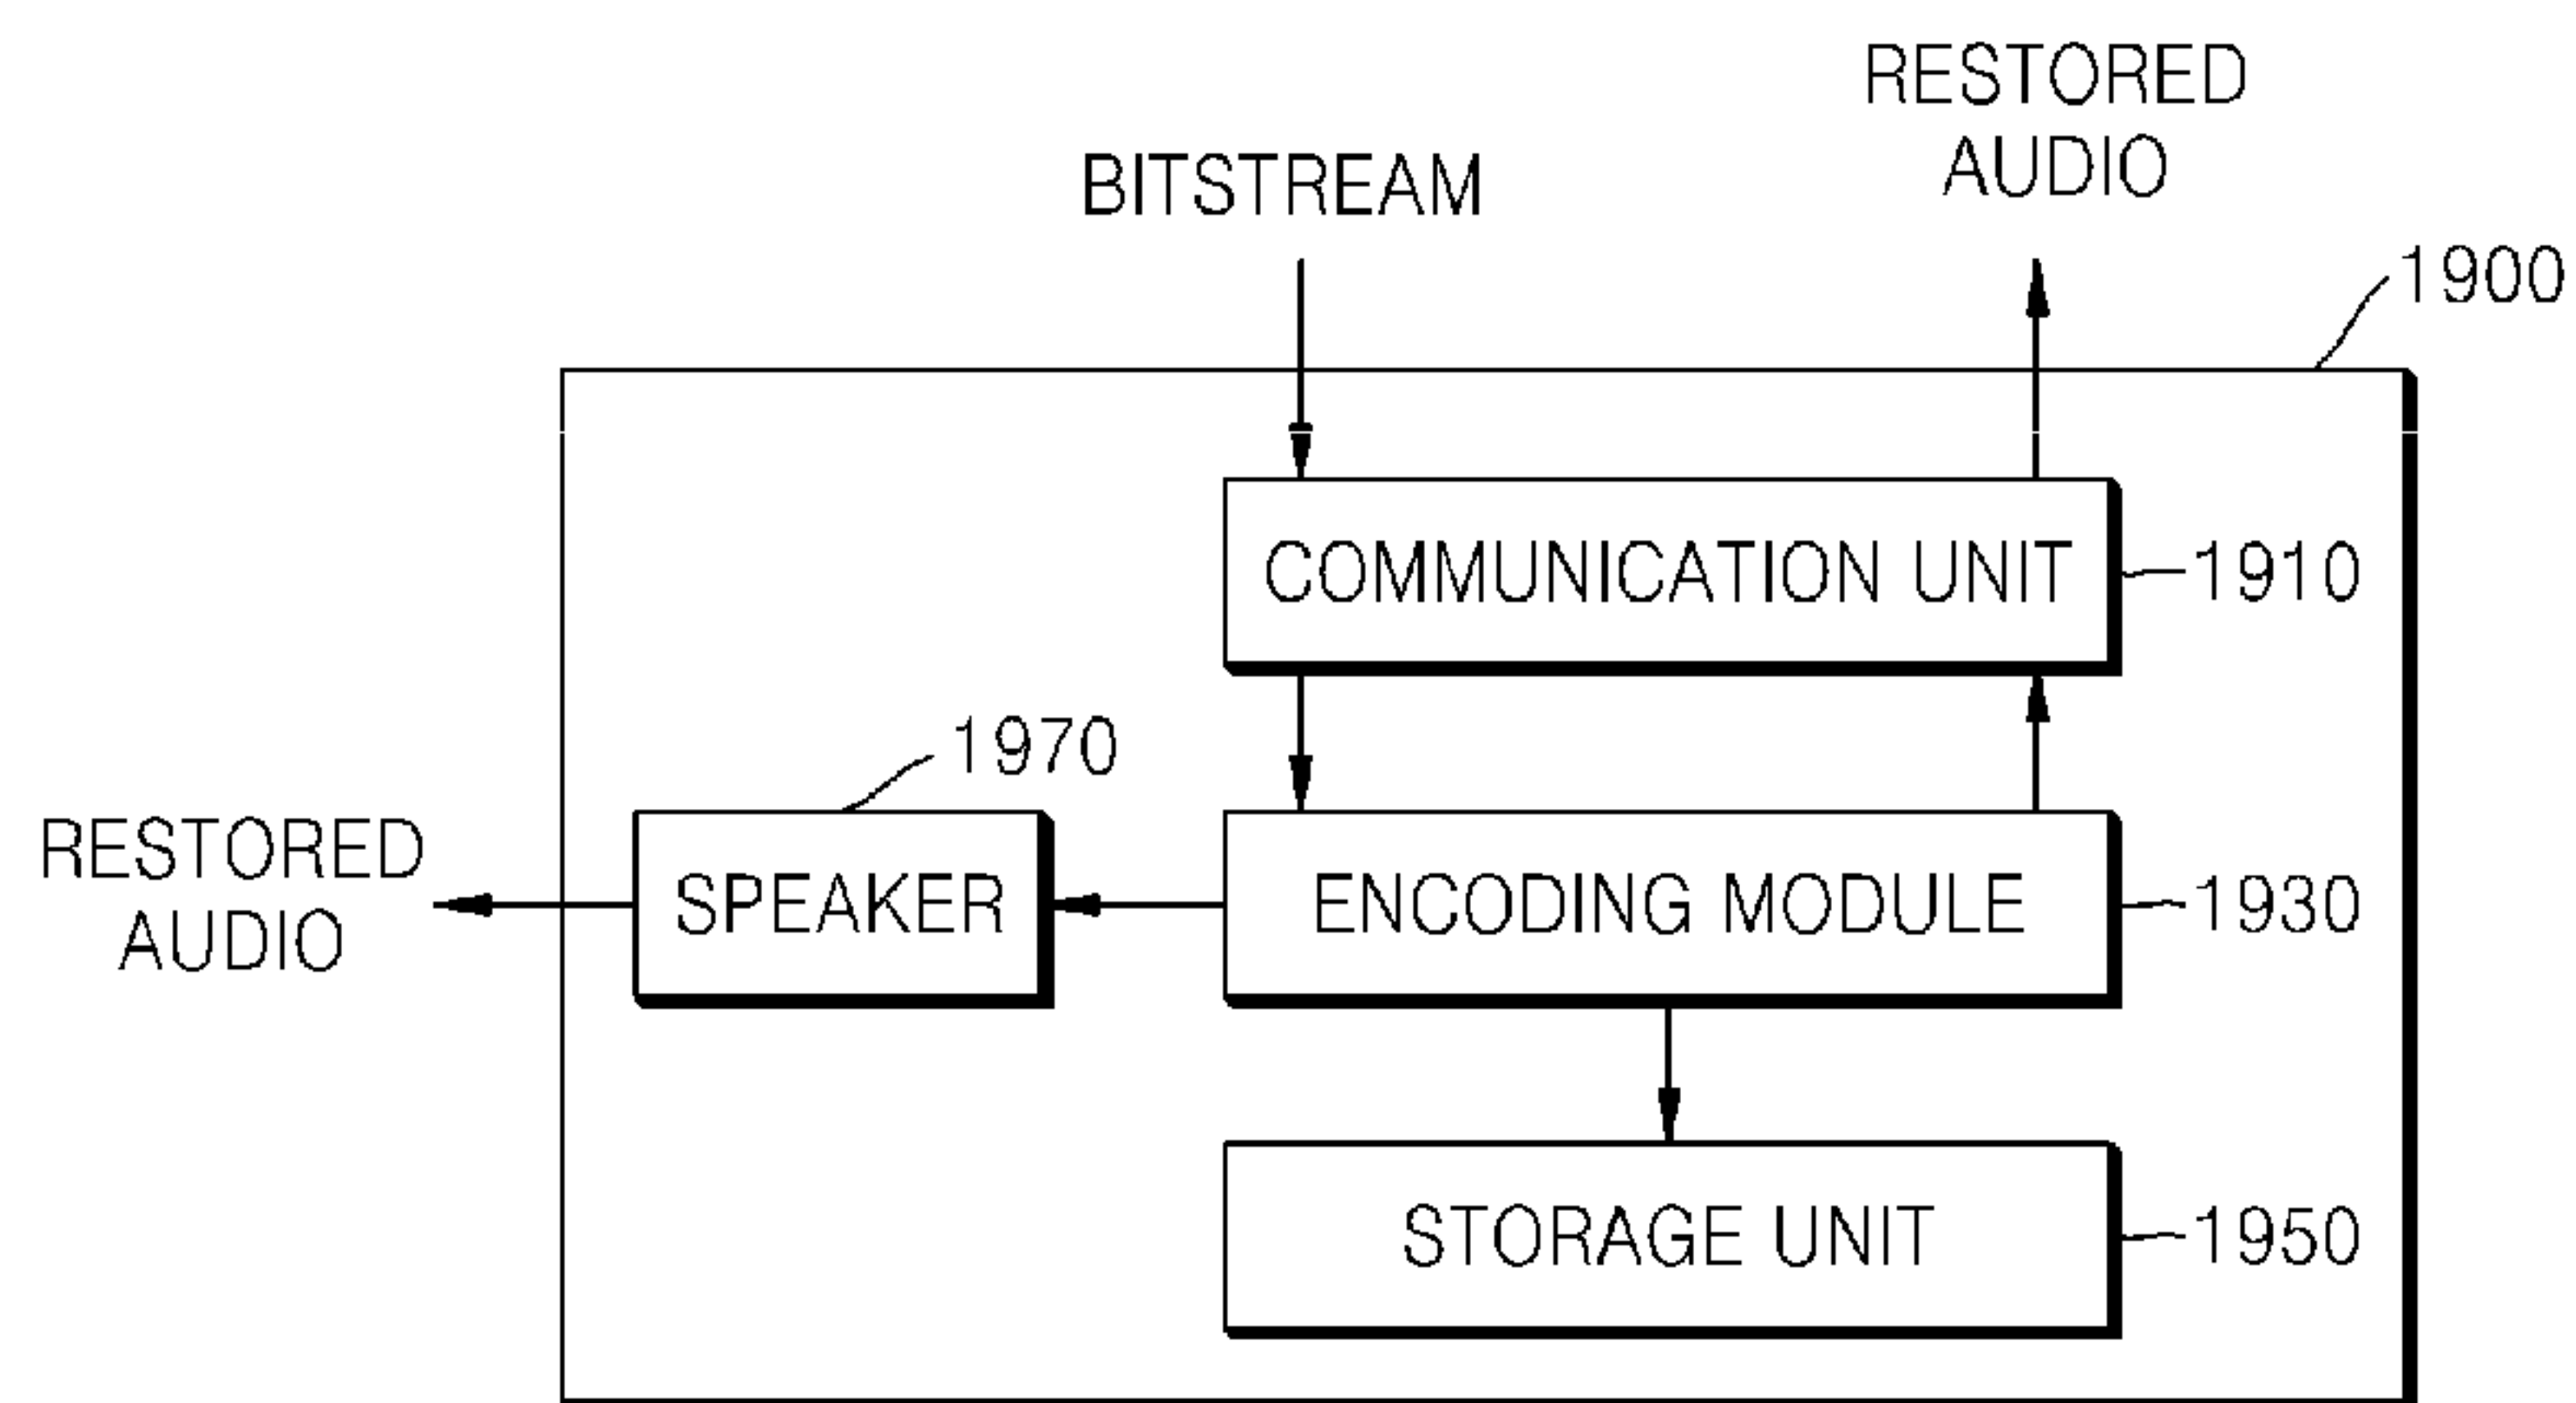 RESTORED
AUDIO
BITSTREAM
1900
COMMUNICATION UNIT
1910
1970
RESTORED
AUDIO
SPEAKER
ENCODING MODULE
1930
STORAGE UNIT
1950